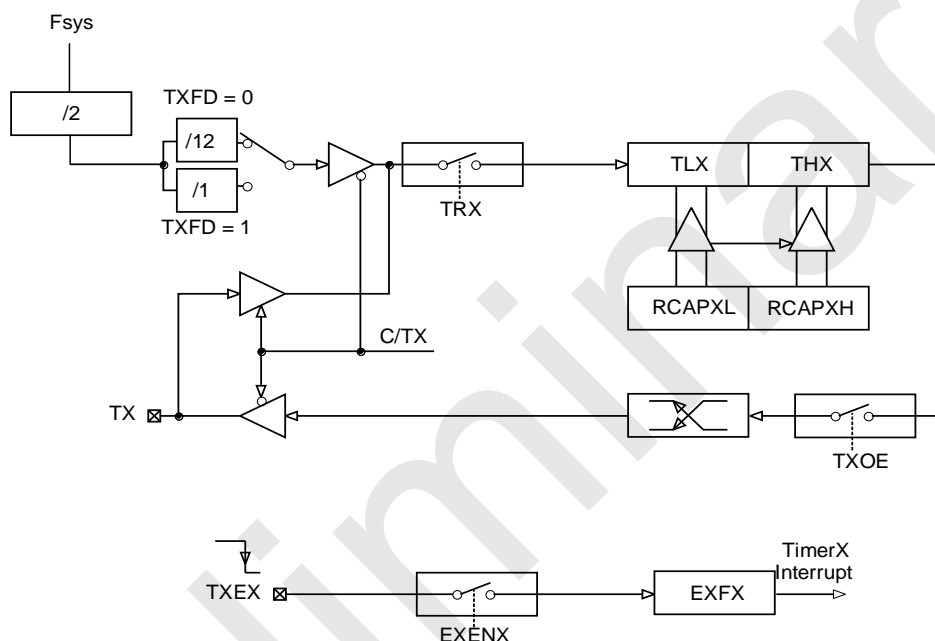 Fsys
/2
TXFD = 0
/12
/1
TXFD = 1
TRX
TLX
THX
RCAPXL
RCAPXH
C/TX
TX
TXOE
TXEX
EXENX
EXFX
TimerX
Interrupt
liminar